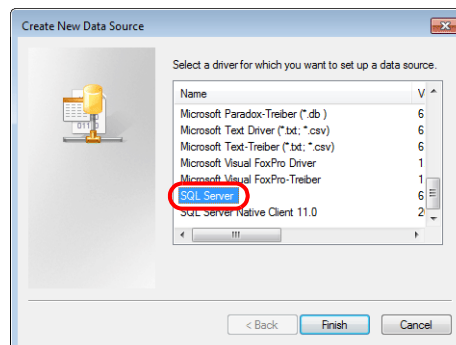 Create New Data Source
Select a driver for which you want to set up a data source.
Name V
Microsoft Paradox-Treiber (*.db ) 6
Microsoft Text Driver (*.txt; *.csv) 6
Microsoft Text-Treiber (*.txt; *.csv) 6
Microsoft Visual FoxPro Driver 1
Microsoft Visual FoxPro-Treiber 1
SQL Server 6
SQL Server Native Client 11.0 2
< Back Finish Cancel